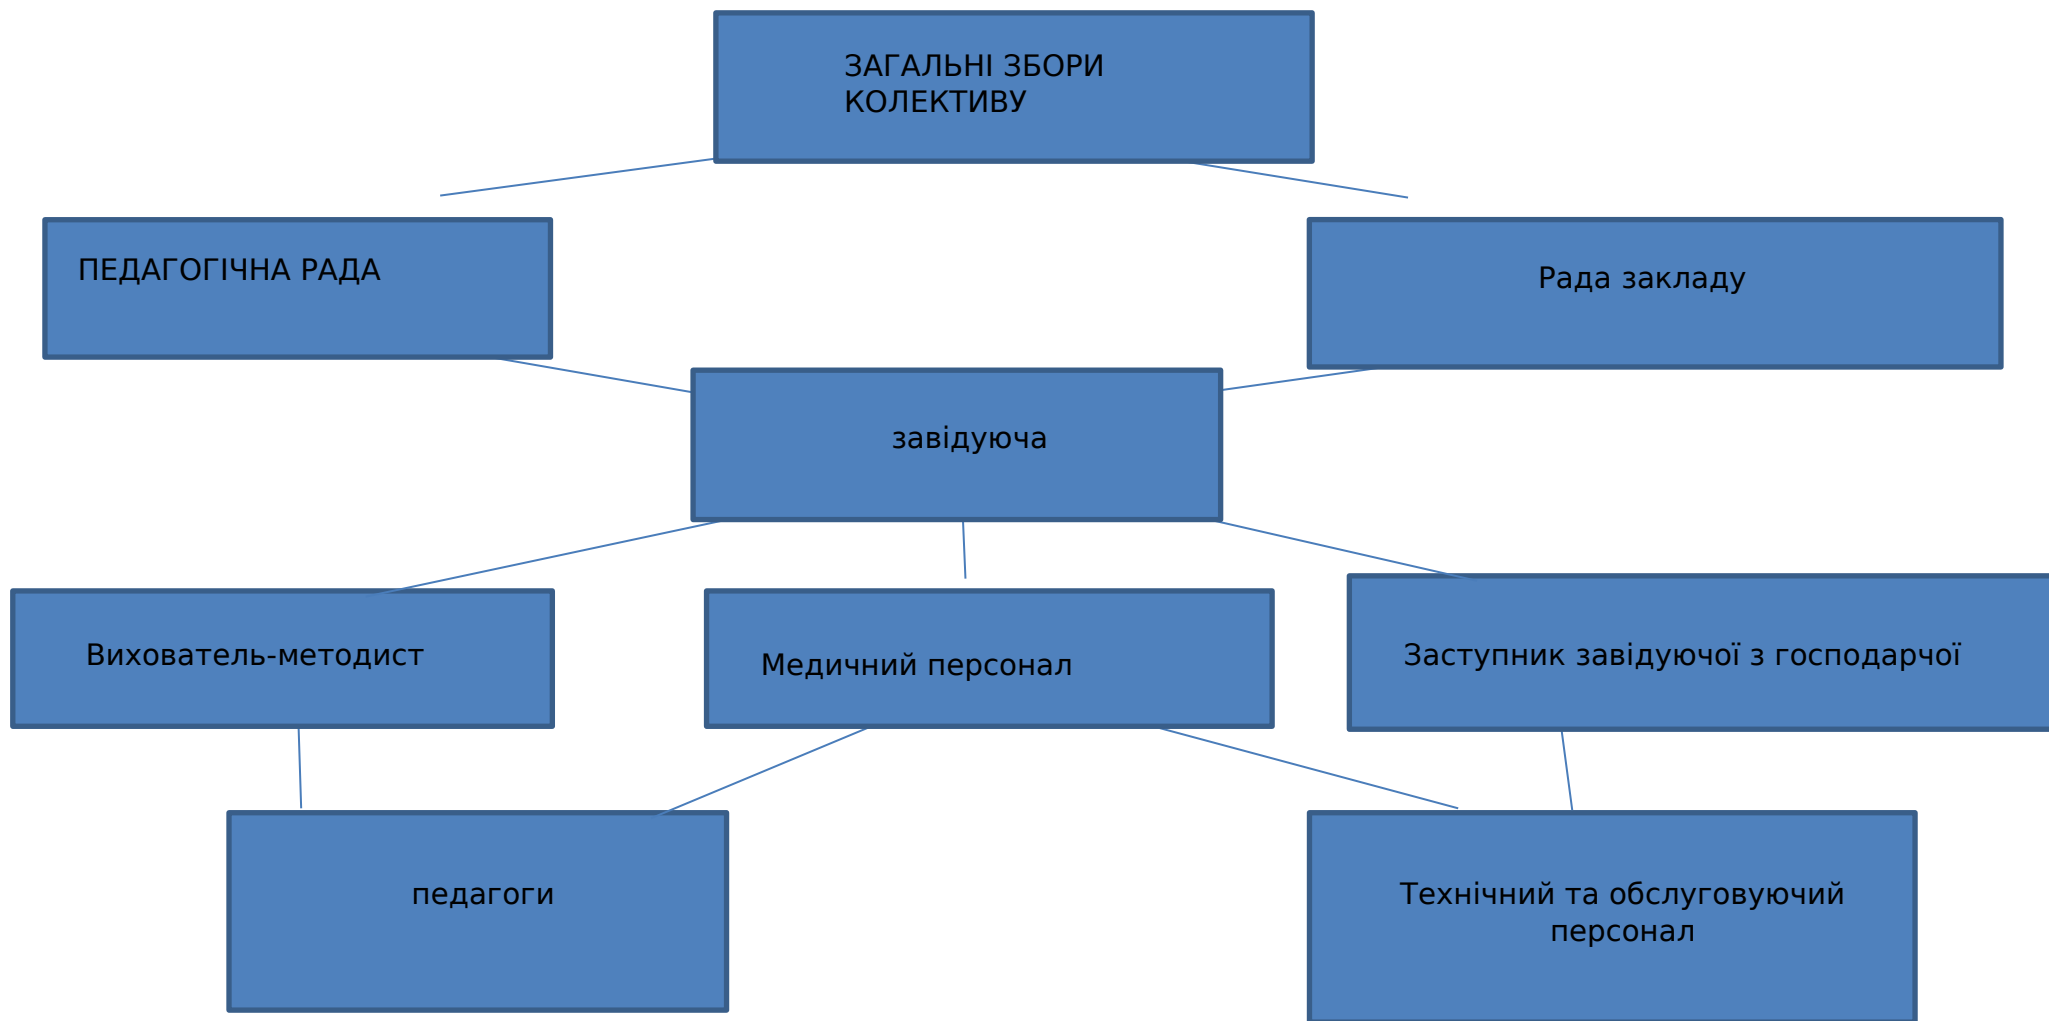 ЗАГАЛЬНІ ЗБОРИ
КОЛЕКТИВУ
ПЕДАГОГІЧНА РАДА
Рада закладу
завідуюча
Вихователь-методист
Медичний персонал
Заступник завідуючої з господарчої
педагоги
Технічний та обслуговуючий
персонал